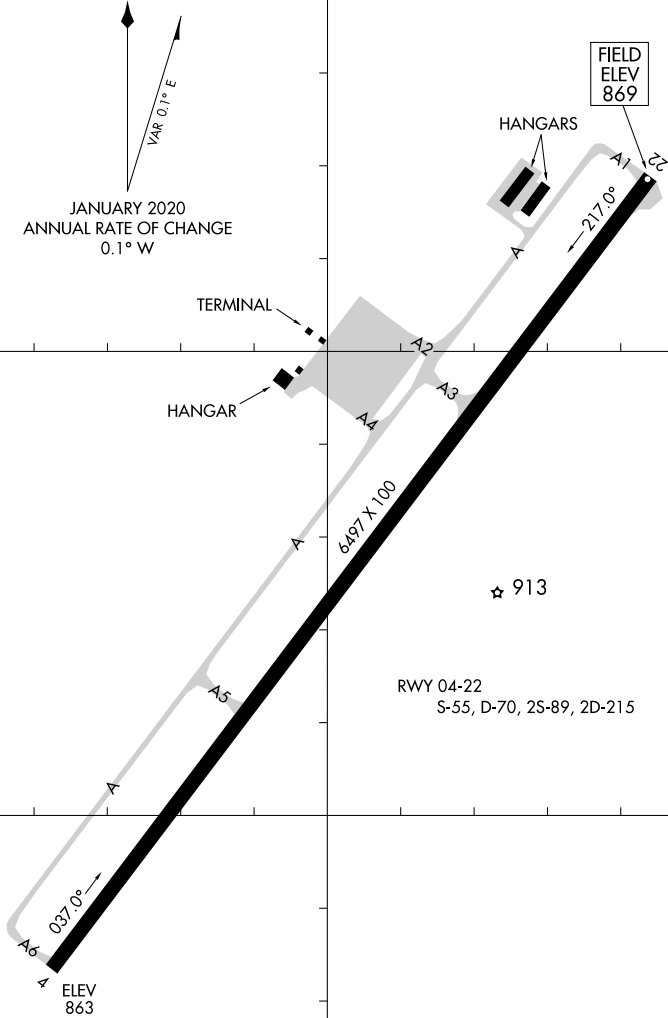 FIELD
ELEV
869
HANGARS
A1
22
VAR 0.1° E
217.0°
JANUARY 2020
ANNUAL RATE OF CHANGE
0.1° W
A
TERMINAL
A2
A3
HANGAR
A4
6497 X 100
A
913
RWY 04-22
S-55, D-70, 2S-89, 2D-215
A5
A
037.0°
A6
4
ELEV
863